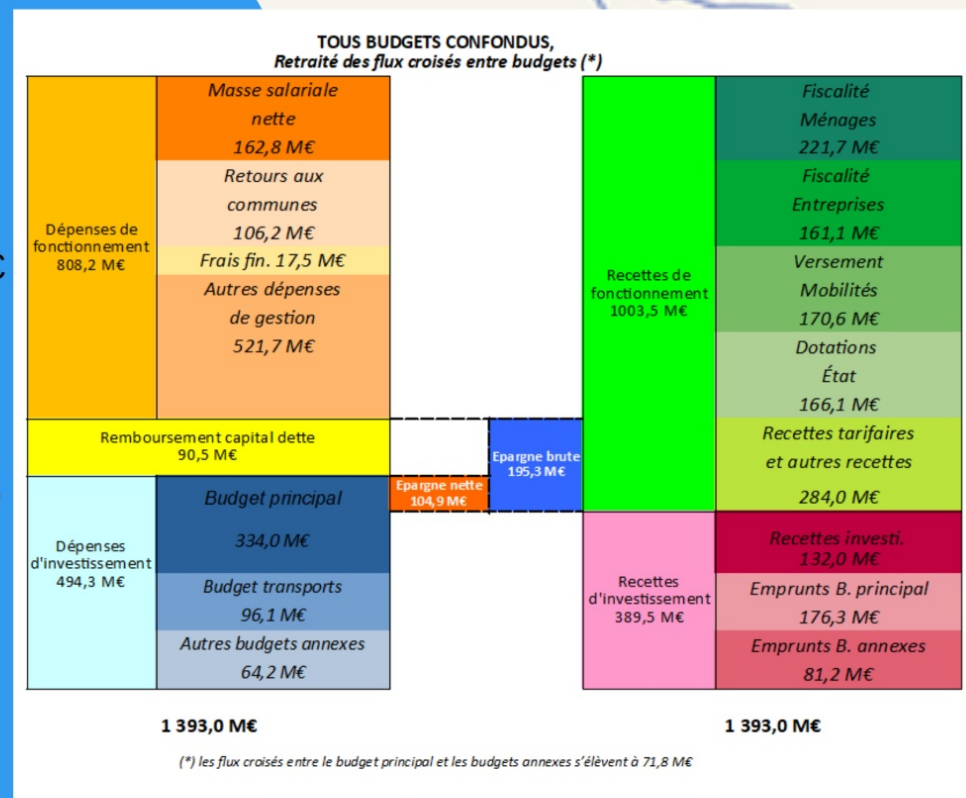 TOUS BUDGETS CONFONDUS,
Retraité des flux croisés entre budgets (*)
Dépenses de
fonctionnement
808,2 M€
Masse salariale
nette
162,8 M€
Retours aux
communes
106,2 M€
Frais fin. 17,5 M€
Autres dépenses
de gestion
521,7 M€
Remboursement capital dette
90,5 M€
Dépenses
d'investissement
494,3 M€
Budget principal
334,0 M€
Budget transports
96,1 M€
Autres budgets annexes
64,2 M€
Epargne nette
104,9 M€
Epargne brute
195,3 M€
Recettes de
fonctionnement
1003,5 M€
Fiscalité
Ménages
221,7 M€
Fiscalité
Entreprises
161,1 M€
Versement
Mobilités
170,6 M€
Dotations
État
166,1 M€
Recettes tarifaires
et autres recettes
284,0 M€
Recettes
d'investissement
389,5 M€
Recettes investi.
132,0 M€
Emprunts B. principal
176,3 M€
Emprunts B. annexes
81,2 M€
1 393,0 M€
1 393,0 M€
(*) les flux croisés entre le budget principal et les budgets annexes s'élèvent à 71,8 M€